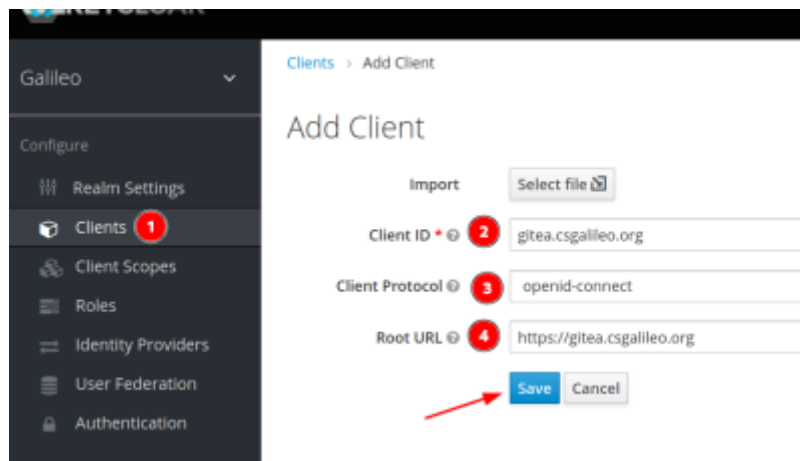 Galileo
Clients > Add Client
Add Client
Configure
Realm Settings
Clients 1
Client Scopes
Roles
Identity Providers
User Federation
Authentication
Import Select file
Client ID * 2 gitea.csgalileo.org
Client Protocol 3 openid-connect
Root URL 4 https://gitea.csgalileo.org
Save Cancel